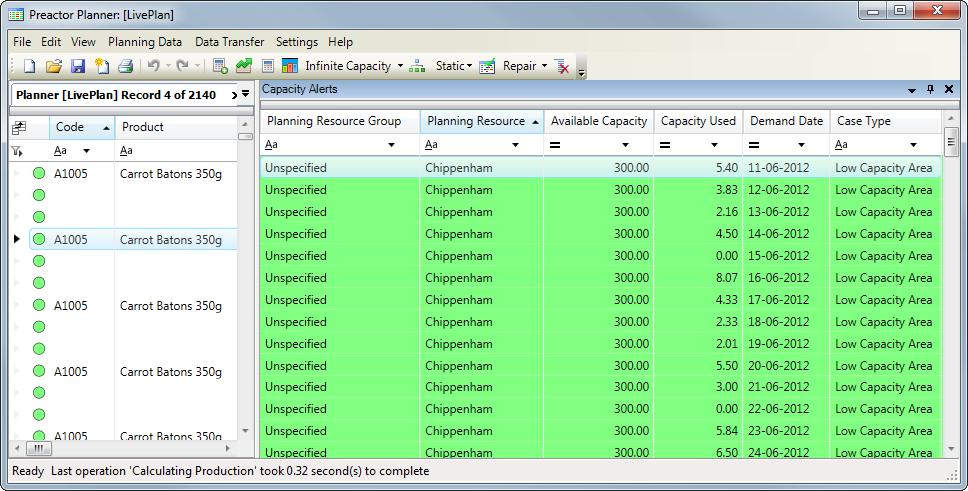 Preactor Planner: [LivePlan]
File Edit View Planning Data Data Transfer Settings Help
Infinite Capacity Static Repair
Planner [LivePlan] Record 4 of 2140
Code Product
Aa Aa
A1005 Carrot Batons 350g
A1005 Carrot Batons 350g
A1005 Carrot Batons 350g
A1005 Carrot Batons 350g
A1005 Carrot Batons 350g
Capacity Alerts
Planning Resource Group Planning Resource Available Capacity Capacity Used Demand Date Case Type
Aa Aa = = = Aa
Unspecified Chippenham 300.00 5.40 11-06-2012 Low Capacity Area
Unspecified Chippenham 300.00 3.83 12-06-2012 Low Capacity Area
Unspecified Chippenham 300.00 2.16 13-06-2012 Low Capacity Area
Unspecified Chippenham 300.00 4.50 14-06-2012 Low Capacity Area
Unspecified Chippenham 300.00 0.00 15-06-2012 Low Capacity Area
Unspecified Chippenham 300.00 8.07 16-06-2012 Low Capacity Area
Unspecified Chippenham 300.00 4.33 17-06-2012 Low Capacity Area
Unspecified Chippenham 300.00 2.33 18-06-2012 Low Capacity Area
Unspecified Chippenham 300.00 2.01 19-06-2012 Low Capacity Area
Unspecified Chippenham 300.00 5.50 20-06-2012 Low Capacity Area
Unspecified Chippenham 300.00 3.00 21-06-2012 Low Capacity Area
Unspecified Chippenham 300.00 0.00 22-06-2012 Low Capacity Area
Unspecified Chippenham 300.00 5.84 23-06-2012 Low Capacity Area
Unspecified Chippenham 300.00 6.50 24-06-2012 Low Capacity Area
Ready Last operation 'Calculating Production' took 0.32 second(s) to complete